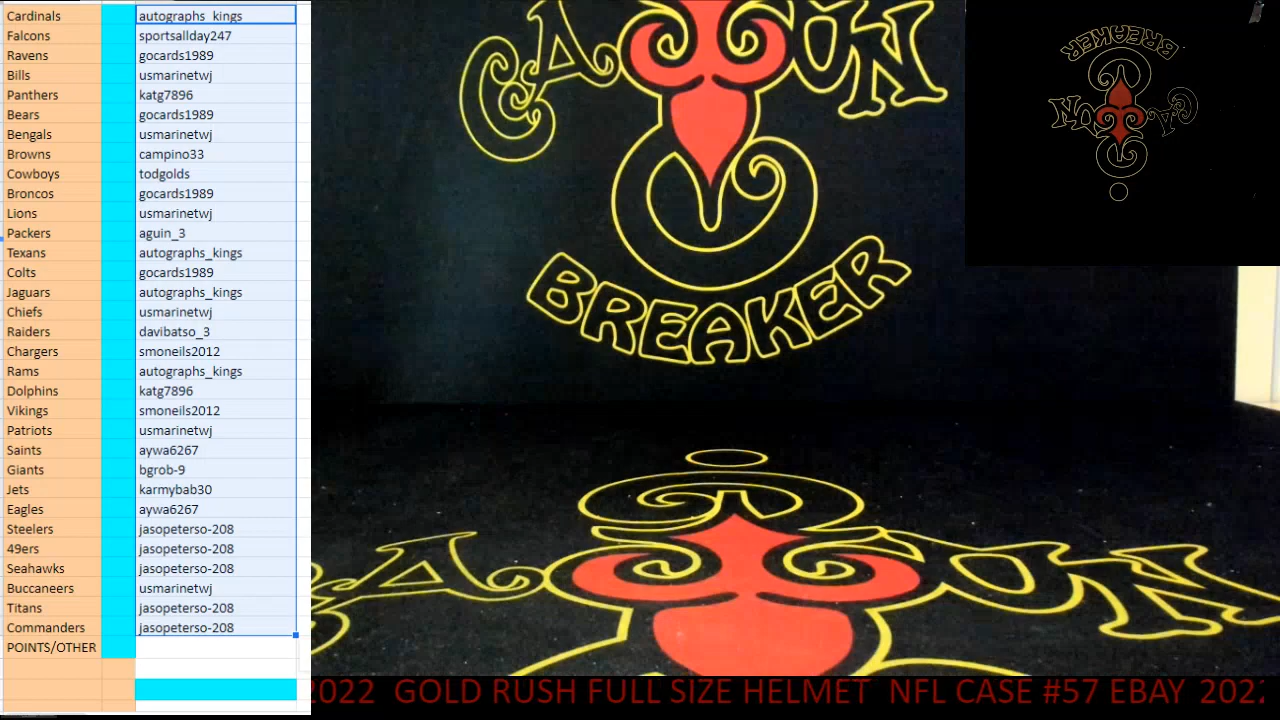 Cardinals autographs_kings
Falcons sportsallday247
Ravens gocards1989
Bills usmarinetwj
Panthers katg7896
Bears gocards1989
Bengals usmarinetwj
Browns campino33
Cowboys todgolds
Broncos gocards1989
Lions usmarinetwj
Packers aguin_3
Texans autographs_kings
Colts gocards1989
Jaguars autographs_kings
Chiefs usmarinetwj
Raiders davibatso_3
Chargers smoneils2012
Rams autographs_kings
Dolphins katg7896
Vikings smoneils2012
Patriots usmarinetwj
Saints aywa6267
Giants bgrob-9
Jets karmybab30
Eagles aywa6267
Steelers jasopeterso-208
49ers jasopeterso-208
Seahawks jasopeterso-208
Buccaneers usmarinetwj
Titans jasopeterso-208
Commanders jasopeterso-208
POINTS/OTHER
BREAKER
BREAKER
2022 GOLD RUSH FULL SIZE HELMET NFL CASE #57 EBAY 2022